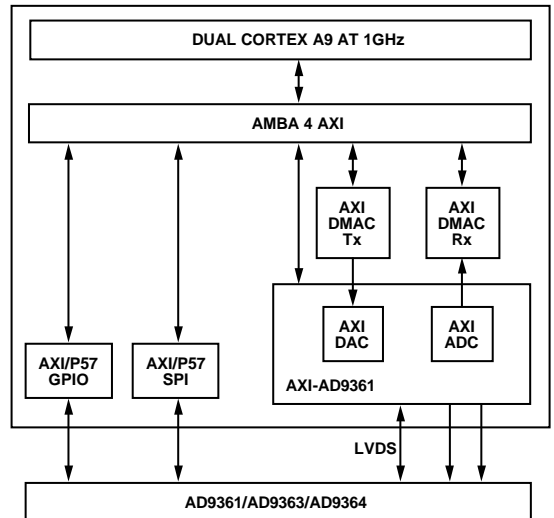 DUAL CORTEX A9 AT 1GHz
AMBA 4 AXI
AXI
DMAC
Tx
AXI
DMAC
Rx
AXI
DAC
AXI
ADC
AXI/P57
GPIO
AXI/P57
SPI
AXI-AD9361
LVDS
AD9361/AD9363/AD9364